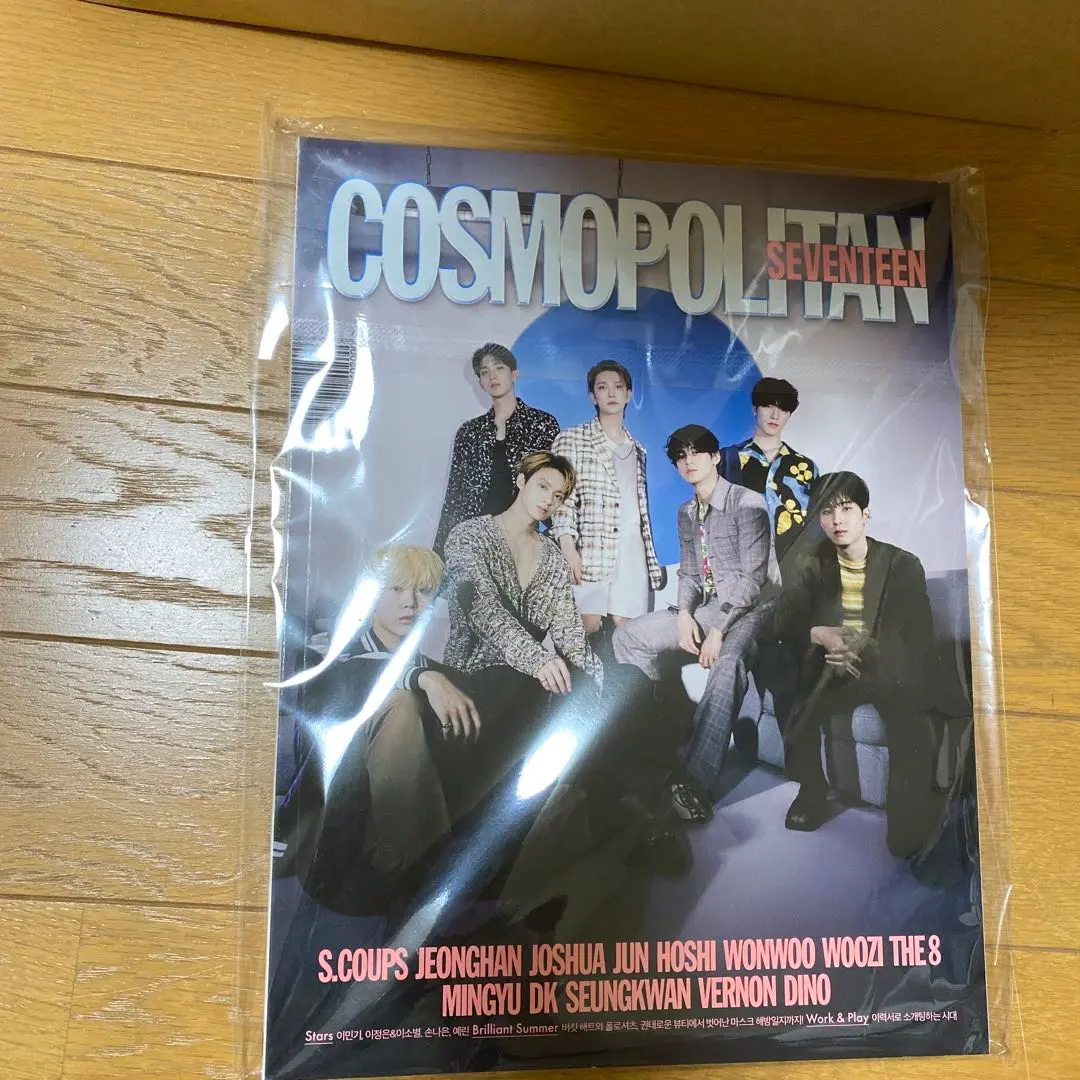 COSMOPOLITAN
SEVENTEEN
S.COUPS JEONGHAN JOSHUA JUN HOSHI WONWOO WOOZI THE 8
MINGYU DK SEUNGKWAN VERNON DINO
Stars 이민기, 이정은&이소별, 손나은, 예린 Brilliant Summer 버킷 해트와 폴로셔츠, 권태로운 뷰티에서 벗어난 마스크 해방일지까지! Work & Play 이력서로 소개팅하는 시대